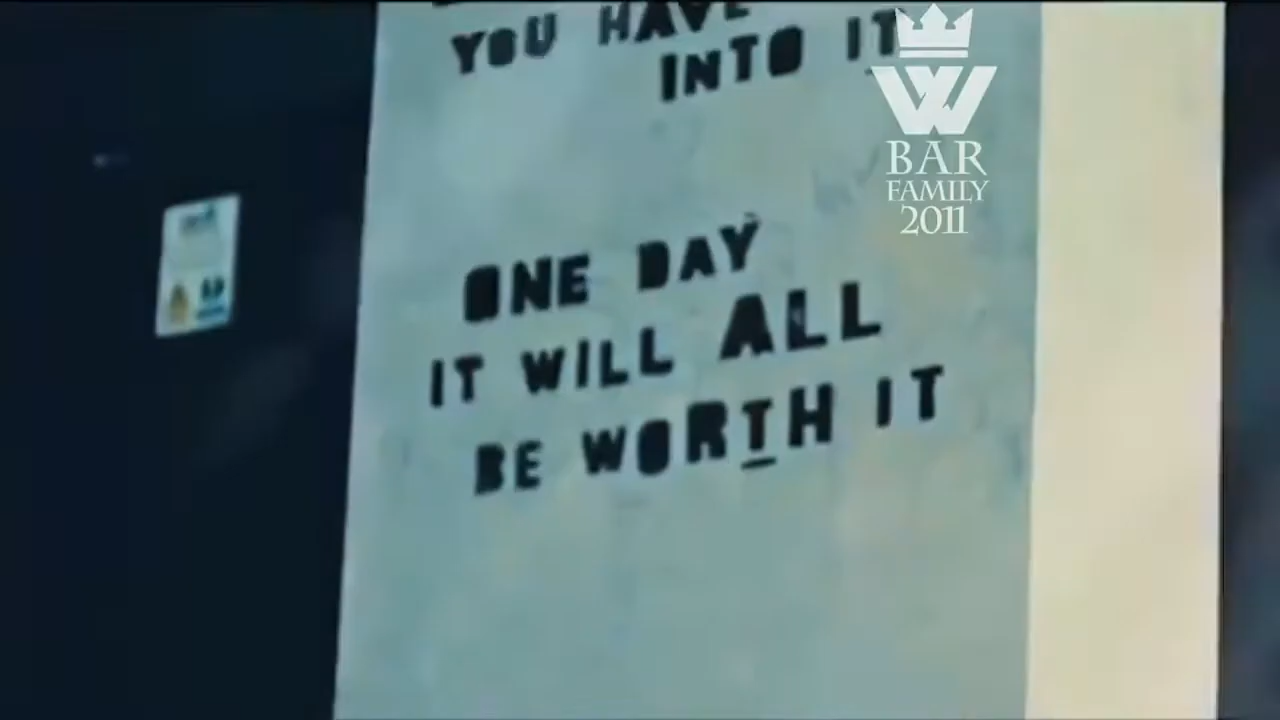 YOU HAVE
INTO IT
ONE DAY
IT WILL ALL
BE WORTH IT
W
BAR
FAMILY
2011